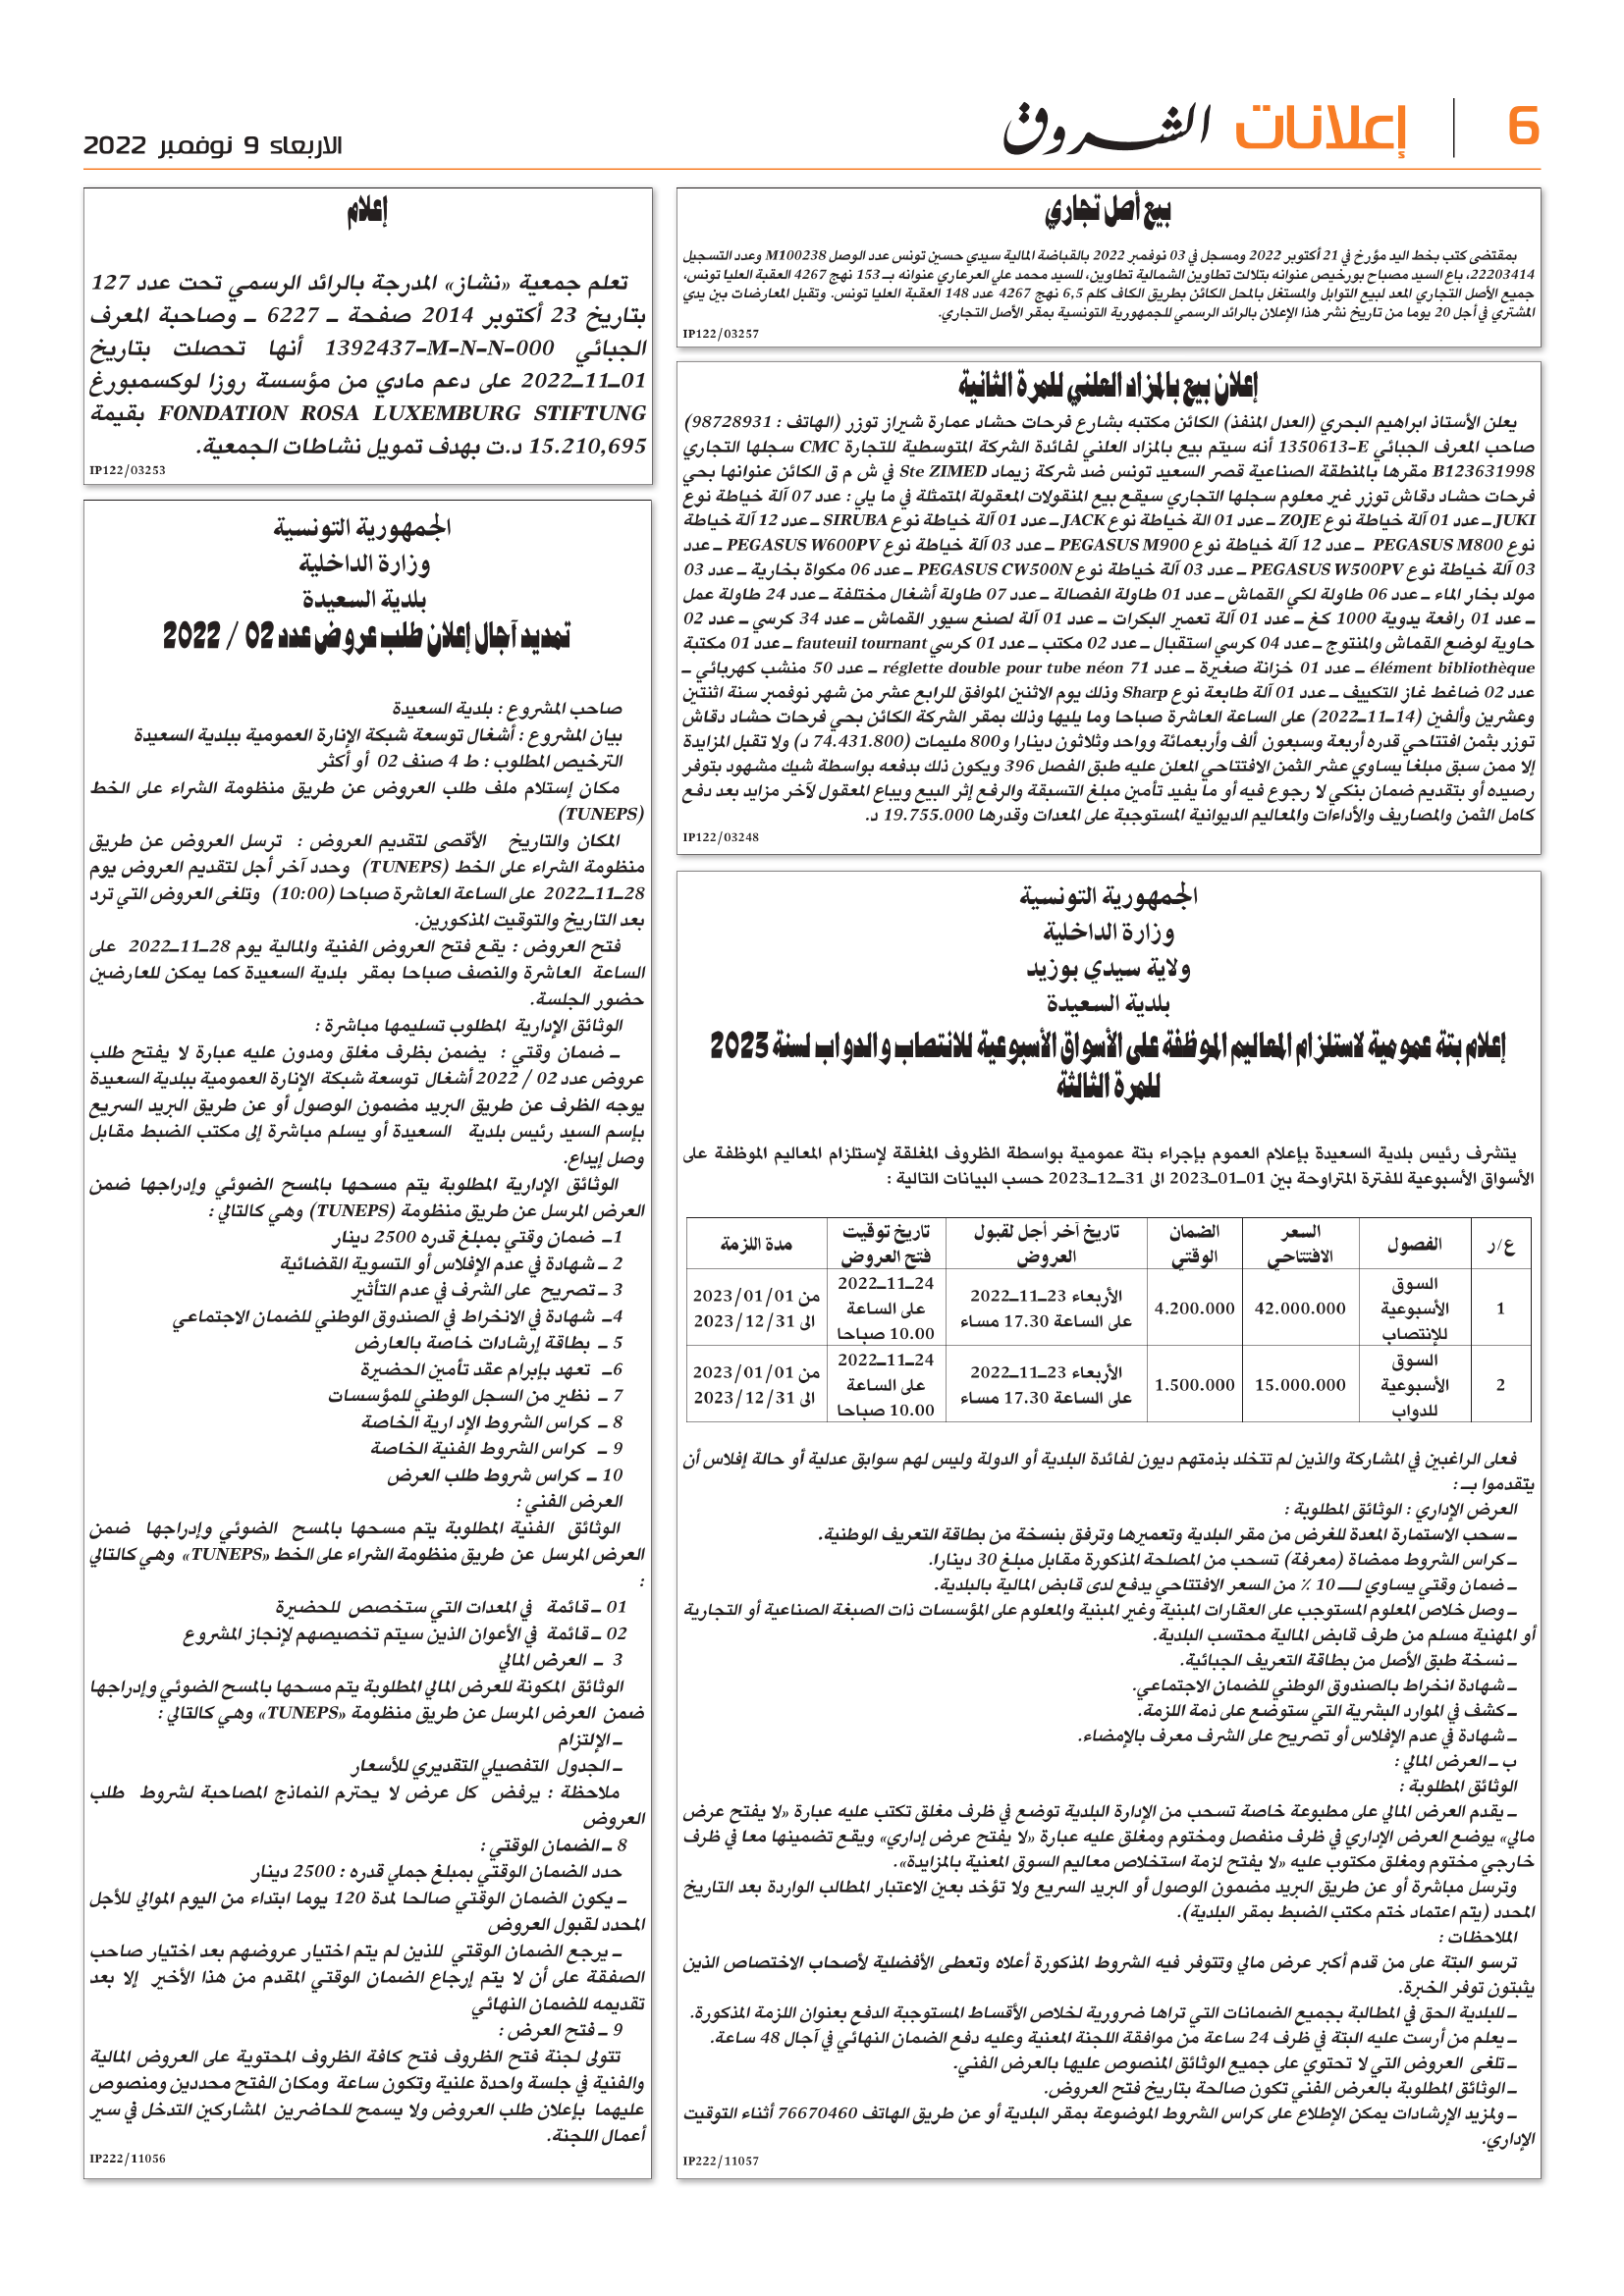 6
إعلانات الشروق
الاربعاء 9 نوفمبر 2022
بيع أصل تجاري
بمقتضى كتب بخط اليد مؤرخ في 21 أكتوبر 2022 ومسجل في 03 نوفمبر 2022 بالقباضة المالية سيدي حسين تونس عدد الوصل M100238 وعدد التسجيل
22203414، باع السيد مصباح بورخيص عنوانه بتلالت تطاوين الشمالية تطاوين، للسيد محمد علي العرعاري عنوانه بـ 153 نهج 4267 العقبة العليا تونس،
جميع الأصل التجاري المعد لبيع التوابل والمستغل بالمحل الكائن بطريق الكاف كلم 6,5 نهج 4267 عدد 148 العقبة العليا تونس. وتقبل المعارضات بين يدي
المشتري في أجل 20 يوما من تاريخ نشر هذا الإعلان بالرائد الرسمي للجمهورية التونسية بمقر الأصل التجاري.
IP122/03257
إعلان بيع بالمزاد العلني للمرة الثانية
يعلن الأستاذ ابراهيم البحري (العدل المنفذ) الكائن مكتبه بشارع فرحات حشاد عمارة شيراز توزر (الهاتف : 98728931)
صاحب المعرف الجبائي 1350613-E أنه سيتم بيع بالمزاد العلني لفائدة الشركة المتوسطية للتجارة CMC سجلها التجاري
B123631998 مقرها بالمنطقة الصناعية قصر السعيد تونس ضد شركة زيماد Ste ZIMED في ش م ق الكائن عنوانها بحي
فرحات حشاد دقاش توزر غير معلوم سجلها التجاري سيقع بيع المنقولات المعقولة المتمثلة في ما يلي : عدد 07 آلة خياطة نوع
JUKI ـ عدد 01 آلة خياطة نوع ZOJE ـ عدد 01 الة خياطة نوع JACK ـ عدد 01 آلة خياطة نوع SIRUBA ـ عدد 12 آلة خياطة
نوع PEGASUS M800 ـ عدد 12 آلة خياطة نوع PEGASUS M900 ـ عدد 03 آلة خياطة نوع PEGASUS W600PV ـ عدد
03 آلة خياطة نوع PEGASUS W500PV ـ عدد 03 آلة خياطة نوع PEGASUS CW500N ـ عدد 06 مكواة بخارية ـ عدد 03
مولد بخار الماء ـ عدد 06 طاولة لكي القماش ـ عدد 01 طاولة الفصالة ـ عدد 07 طاولة أشغال مختلفة ـ عدد 24 طاولة عمل
ـ عدد 01 رافعة يدوية 1000 كغ ـ عدد 01 آلة تعمير البكرات ـ عدد 01 آلة لصنع سيور القماش ـ عدد 34 كرسي ـ عدد 02
حاوية لوضع القماش والمنتوج ـ عدد 04 كرسي استقبال ـ عدد 02 مكتب ـ عدد 01 كرسي fauteuil tournant ـ عدد 01 مكتبة
élément bibliothèque ـ عدد 01 خزانة صغيرة ـ عدد 71 réglette double pour tube néon ـ عدد 50 منشب كهربائي ـ
عدد 02 ضاغط غاز التكييف ـ عدد 01 آلة طابعة نوع Sharp وذلك يوم الاثنين الموافق للرابع عشر من شهر نوفمبر سنة اثنتين
وعشرين وألفين (14ـ11ـ2022) على الساعة العاشرة صباحا وما يليها وذلك بمقر الشركة الكائن بحي فرحات حشاد دقاش
توزر بثمن افتتاحي قدره أربعة وسبعون ألف وأربعمائة وواحد وثلاثون دينارا و800 مليمات (74.431.800 د) ولا تقبل المزايدة
إلا ممن سبق مبلغا يساوي عشر الثمن الافتتاحي المعلن عليه طبق الفصل 396 ويكون ذلك بدفعه بواسطة شيك مشهود بتوفر
رصيده أو بتقديم ضمان بنكي لا رجوع فيه أو ما يفيد تأمين مبلغ التسبقة والرفع إثر البيع ويباع المعقول لآخر مزايد بعد دفع
كامل الثمن والمصاريف والأداءات والمعاليم الديوانية المستوجبة على المعدات وقدرها 19.755.000 د.
IP122/03248
الجمهورية التونسية
وزارة الداخلية
ولاية سيدي بوزيد
بلدية السعيدة
إعلام بتة عمومية لاستلزام المعاليم الموظفة على الأسواق الأسبوعية للانتصاب و الدواب لسنة 2023
للمرة الثالثة
يتشرف رئيس بلدية السعيدة بإعلام العموم بإجراء بتة عمومية بواسطة الظروف المغلقة لإستلزام المعاليم الموظفة على
الأسواق الأسبوعية للفترة المتراوحة بين 01ـ01ـ2023 الى 31ـ12ـ2023 حسب البيانات التالية :
ع/ر | الفصول | السعر الافتتاحي | الضمان الوقتي | تاريخ آخر أجل لقبول العروض | تاريخ توقيت فتح العروض | مدة اللزمة
1 | السوق الأسبوعية للإنتصاب | 42.000.000 | 4.200.000 | الأربعاء 23ـ11ـ2022 على الساعة 17.30 مساء | 24ـ11ـ2022 على الساعة 10.00 صباحا | من 2023/01/01 الى 2023/12/31
2 | السوق الأسبوعية للدواب | 15.000.000 | 1.500.000 | الأربعاء 23ـ11ـ2022 على الساعة 17.30 مساء | 24ـ11ـ2022 على الساعة 10.00 صباحا | من 2023/01/01 الى 2023/12/31
فعلى الراغبين في المشاركة والذين لم تتخلد بذمتهم ديون لفائدة البلدية أو الدولة وليس لهم سوابق عدلية أو حالة إفلاس أن
يتقدموا بـ :
العرض الإداري : الوثائق المطلوبة :
ـ سحب الاستمارة المعدة للغرض من مقر البلدية وتعميرها وترفق بنسخة من بطاقة التعريف الوطنية.
ـ كراس الشروط ممضاة (معرفة) تسحب من المصلحة المذكورة مقابل مبلغ 30 دينارا.
ـ ضمان وقتي يساوي لــ 10 ٪ من السعر الافتتاحي يدفع لدى قابض المالية بالبلدية.
ـ وصل خلاص المعلوم المستوجب على العقارات المبنية وغير المبنية والمعلوم على المؤسسات ذات الصبغة الصناعية أو التجارية
أو المهنية مسلم من طرف قابض المالية محتسب البلدية.
ـ نسخة طبق الأصل من بطاقة التعريف الجبائية.
ـ شهادة انخراط بالصندوق الوطني للضمان الاجتماعي.
ـ كشف في الموارد البشرية التي ستوضع على ذمة اللزمة.
ـ شهادة في عدم الإفلاس أو تصريح على الشرف معرف بالإمضاء.
ب ـ العرض المالي :
الوثائق المطلوبة :
ـ يقدم العرض المالي على مطبوعة خاصة تسحب من الإدارة البلدية توضع في ظرف مغلق تكتب عليه عبارة «لا يفتح عرض
مالي» يوضع العرض الإداري في ظرف منفصل ومختوم ومغلق عليه عبارة «لا يفتح عرض إداري» ويقع تضمينها معا في ظرف
خارجي مختوم ومغلق مكتوب عليه «لا يفتح لزمة استخلاص معاليم السوق المعنية بالمزايدة».
وترسل مباشرة أو عن طريق البريد مضمون الوصول أو البريد السريع ولا تؤخد بعين الاعتبار المطالب الواردة بعد التاريخ
المحدد (يتم اعتماد ختم مكتب الضبط بمقر البلدية).
الملاحظات :
ترسو البتة على من قدم أكبر عرض مالي وتتوفر فيه الشروط المذكورة أعلاه وتعطى الأفضلية لأصحاب الاختصاص الذين
يثبتون توفر الخبرة.
ـ للبلدية الحق في المطالبة بجميع الضمانات التي تراها ضرورية لخلاص الأقساط المستوجبة الدفع بعنوان اللزمة المذكورة.
ـ يعلم من أرست عليه البتة في ظرف 24 ساعة من موافقة اللجنة المعنية وعليه دفع الضمان النهائي في آجال 48 ساعة.
ـ تلغى العروض التي لا تحتوي على جميع الوثائق المنصوص عليها بالعرض الفني.
ـ الوثائق المطلوبة بالعرض الفني تكون صالحة بتاريخ فتح العروض.
ـ ولمزيد الإرشادات يمكن الإطلاع على كراس الشروط الموضوعة بمقر البلدية أو عن طريق الهاتف 76670460 أثناء التوقيت
الإداري.
IP222/11057
إعلام
تعلم جمعية «نشاز» المدرجة بالرائد الرسمي تحت عدد 127
بتاريخ 23 أكتوبر 2014 صفحة ـ 6227 ـ وصاحبة المعرف
الجبائي 1392437-M-N-N-000 أنها تحصلت بتاريخ
01ـ11ـ2022 على دعم مادي من مؤسسة روزا لوكسمبورغ
FONDATION ROSA LUXEMBURG STIFTUNG بقيمة
15.210,695 د.ت بهدف تمويل نشاطات الجمعية.
IP122/03253
الجمهورية التونسية
وزارة الداخلية
بلدية السعيدة
تمديد آجال إعلان طلب عروض عدد 02 / 2022
صاحب المشروع : بلدية السعيدة
بيان المشروع : أشغال توسعة شبكة الإنارة العمومية ببلدية السعيدة
الترخيص المطلوب : ط 4 صنف 02 أو أكثر
مكان إستلام ملف طلب العروض عن طريق منظومة الشراء على الخط
(TUNEPS)
المكان والتاريخ الأقصى لتقديم العروض : ترسل العروض عن طريق
منظومة الشراء على الخط (TUNEPS) وحدد آخر أجل لتقديم العروض يوم
28ـ11ـ2022 على الساعة العاشرة صباحا (10:00) وتلغى العروض التي ترد
بعد التاريخ والتوقيت المذكورين.
فتح العروض : يقع فتح العروض الفنية والمالية يوم 28ـ11ـ2022 على
الساعة العاشرة والنصف صباحا بمقر بلدية السعيدة كما يمكن للعارضين
حضور الجلسة.
الوثائق الإدارية المطلوب تسليمها مباشرة :
ـ ضمان وقتي : يضمن بظرف مغلق ومدون عليه عبارة لا يفتح طلب
عروض عدد 02 / 2022 أشغال توسعة شبكة الإنارة العمومية ببلدية السعيدة
يوجه الظرف عن طريق البريد مضمون الوصول أو عن طريق البريد السريع
بإسم السيد رئيس بلدية السعيدة أو يسلم مباشرة إلى مكتب الضبط مقابل
وصل إيداع.
الوثائق الإدارية المطلوبة يتم مسحها بالمسح الضوئي وإدراجها ضمن
العرض المرسل عن طريق منظومة (TUNEPS) وهي كالتالي :
1ـ ضمان وقتي بمبلغ قدره 2500 دينار
2 ـ شهادة في عدم الإفلاس أو التسوية القضائية
3 ـ تصريح على الشرف في عدم التأثير
4ـ شهادة في الانخراط في الصندوق الوطني للضمان الاجتماعي
5 ـ بطاقة إرشادات خاصة بالعارض
6ـ تعهد بإبرام عقد تأمين الحضيرة
7 ـ نظير من السجل الوطني للمؤسسات
8 ـ كراس الشروط الإدارية الخاصة
9 ـ كراس الشروط الفنية الخاصة
10 ـ كراس شروط طلب العرض
العرض الفني :
الوثائق الفنية المطلوبة يتم مسحها بالمسح الضوئي وإدراجها ضمن
العرض المرسل عن طريق منظومة الشراء على الخط «TUNEPS» وهي كالتالي
:
01 ـ قائمة في المعدات التي ستخصص للحضيرة
02 ـ قائمة في الأعوان الذين سيتم تخصيصهم لإنجاز المشروع
3 ـ العرض المالي
الوثائق المكونة للعرض المالي المطلوبة يتم مسحها بالمسح الضوئي وإدراجها
ضمن العرض المرسل عن طريق منظومة «TUNEPS» وهي كالتالي :
ـ الإلتزام
ـ الجدول التفصيلي التقديري للأسعار
ملاحظة : يرفض كل عرض لا يحترم النماذج المصاحبة لشروط طلب
العروض
8 ـ الضمان الوقتي :
حدد الضمان الوقتي بمبلغ جملي قدره : 2500 دينار
ـ يكون الضمان الوقتي صالحا لمدة 120 يوما ابتداء من اليوم الموالي للأجل
المحدد لقبول العروض
ـ يرجع الضمان الوقتي للذين لم يتم اختيار عروضهم بعد اختيار صاحب
الصفقة على أن لا يتم إرجاع الضمان الوقتي المقدم من هذا الأخير إلا بعد
تقديمه للضمان النهائي
9 ـ فتح العرض :
تتولى لجنة فتح الظروف فتح كافة الظروف المحتوية على العروض المالية
والفنية في جلسة واحدة علنية وتكون ساعة ومكان الفتح محددين ومنصوص
عليهما بإعلان طلب العروض ولا يسمح للحاضرين المشاركين التدخل في سير
أعمال اللجنة.
IP222/11056